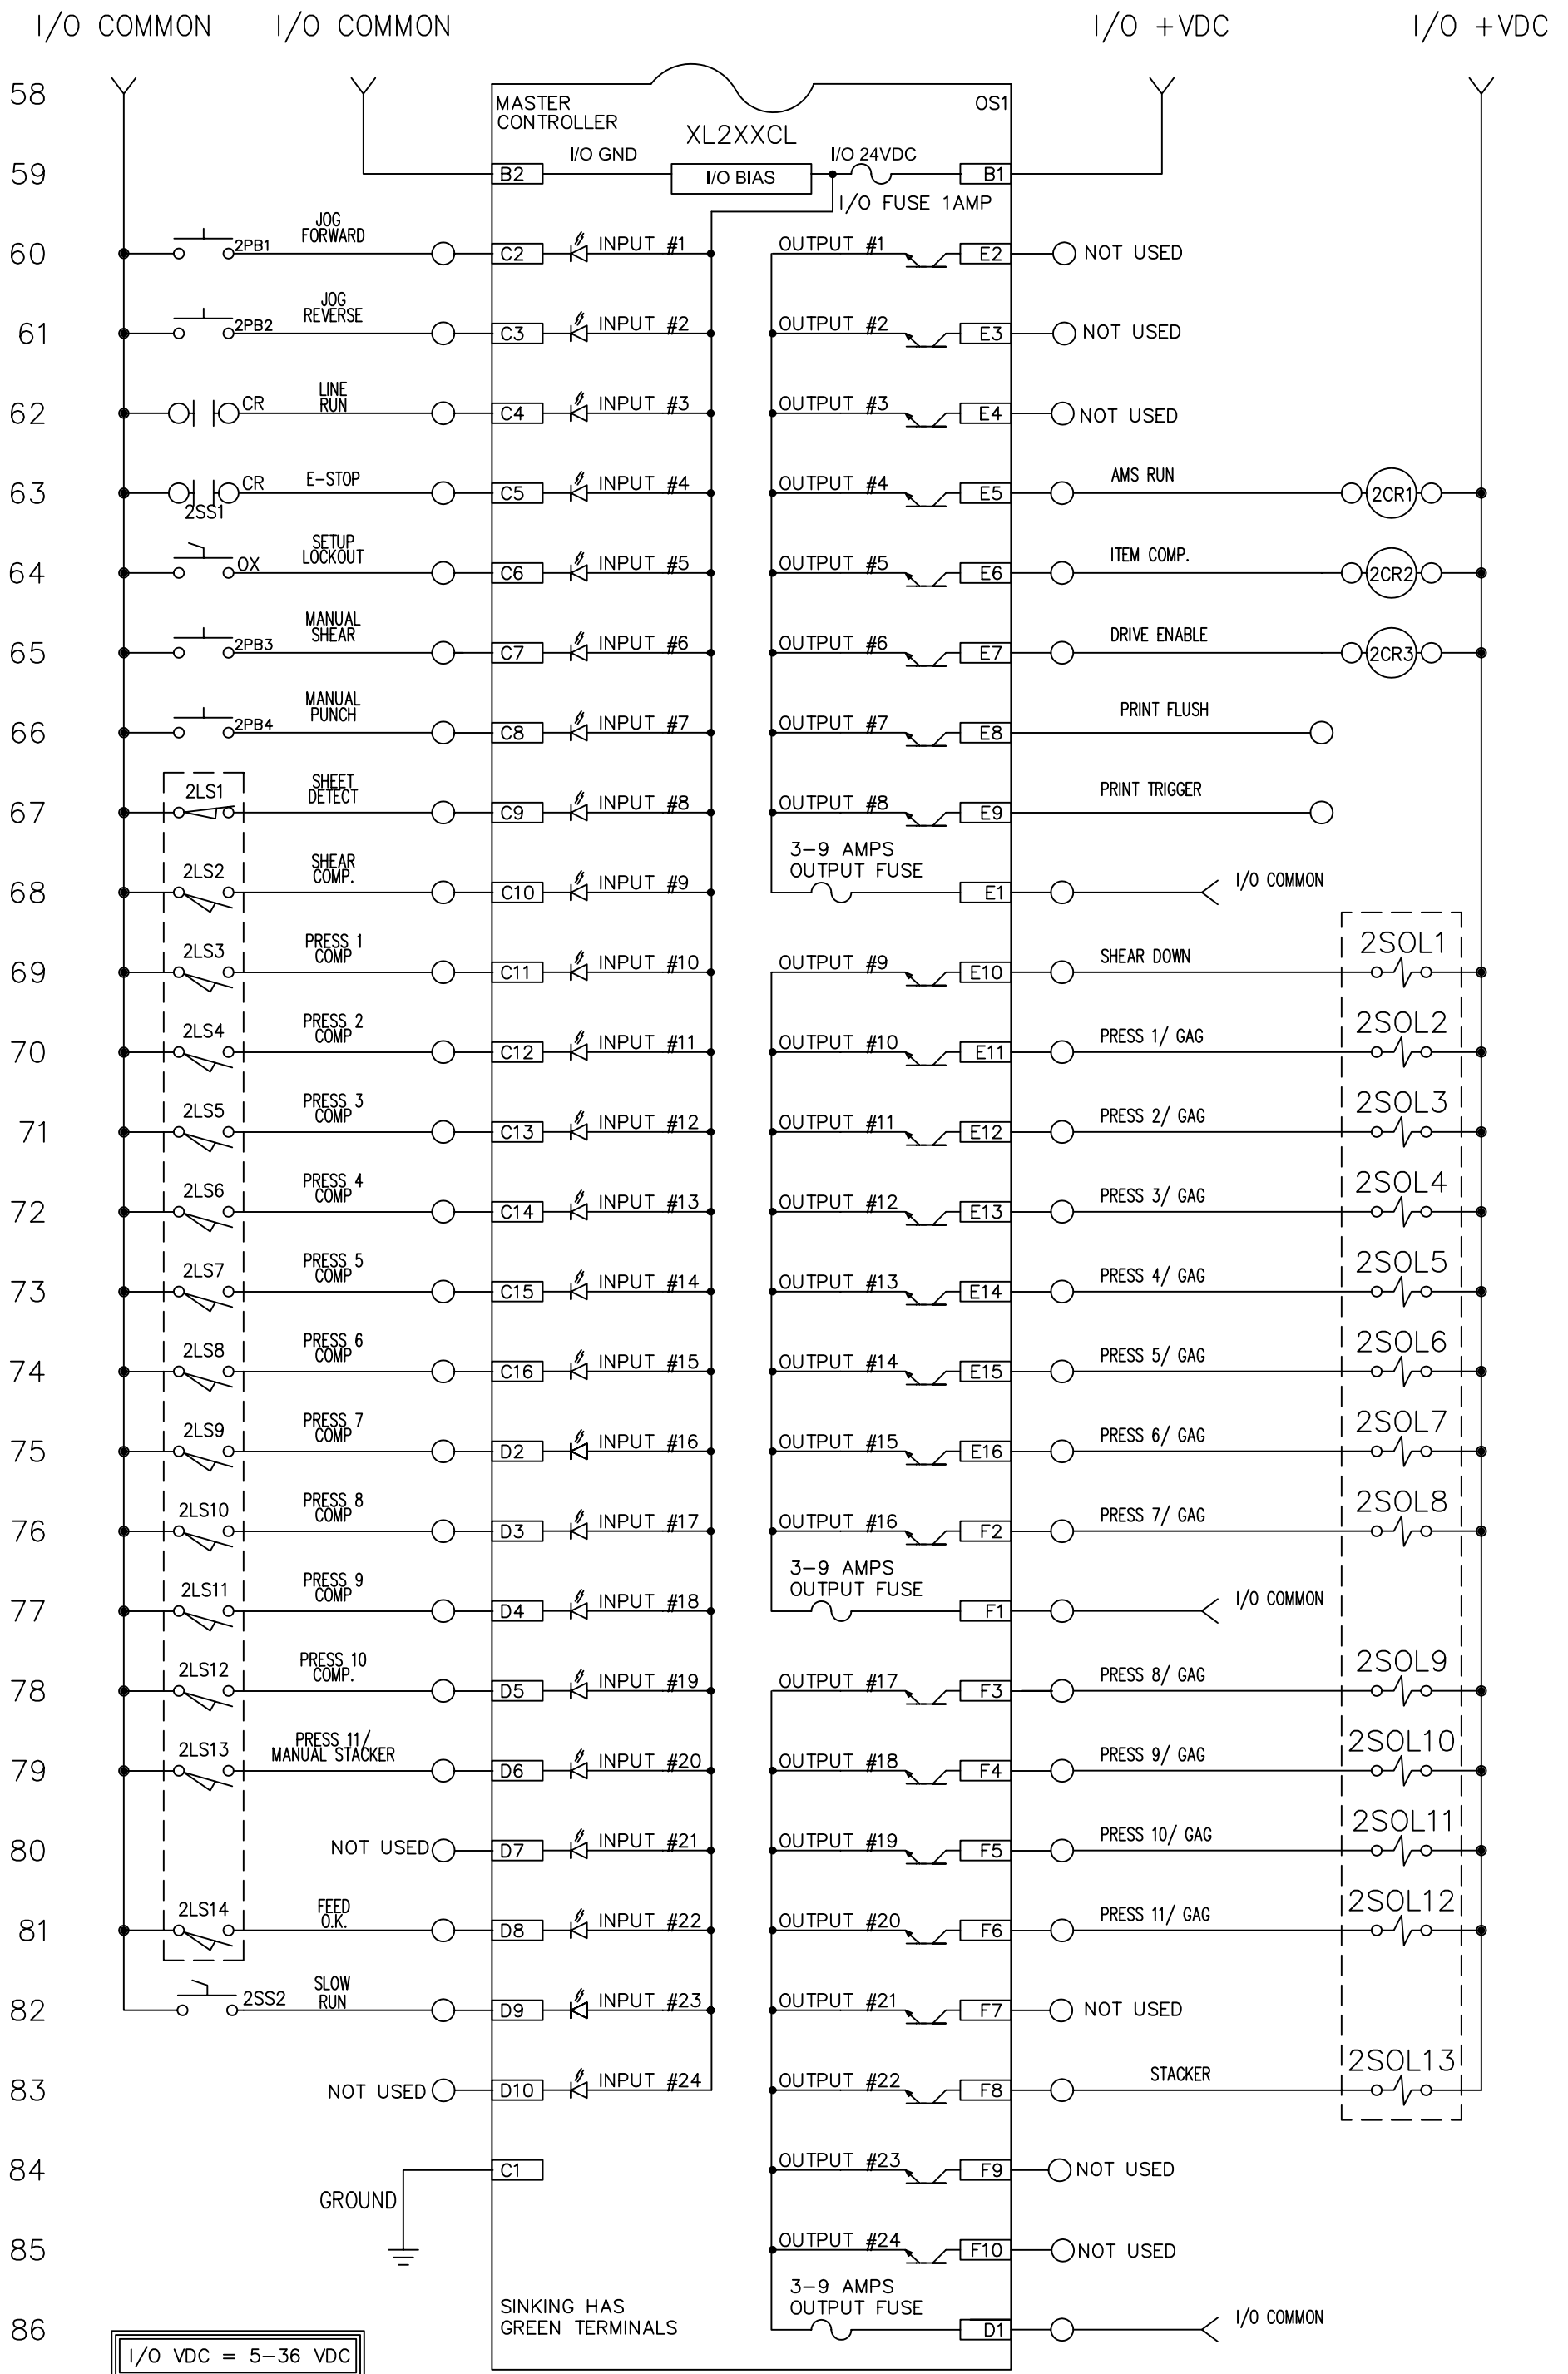 I/O COMMON I/O COMMON I/O +VDC I/O +VDC
58 MASTER OS1
CONTROLLER
XL2XXCL
I/O GND I/O 24VDC
59 B2 I/O BIAS B1
I/O FUSE 1AMP
JOG
FORWARD
60 2PB1 C2 INPUT #1 OUTPUT #1 E2 NOT USED
JOG
REVERSE
61 2PB2 C3 INPUT #2 OUTPUT #2 E3 NOT USED
LINE
RUN
62 CR C4 INPUT #3 OUTPUT #3 E4 NOT USED
63 CR E-STOP C5 INPUT #4 OUTPUT #4 E5 AMS RUN 2CR1
2SS1
SETUP
LOCKOUT
64 OX C6 INPUT #5 OUTPUT #5 E6 ITEM COMP. 2CR2
MANUAL
SHEAR
65 2PB3 C7 INPUT #6 OUTPUT #6 E7 DRIVE ENABLE 2CR3
MANUAL
PUNCH
66 2PB4 C8 INPUT #7 OUTPUT #7 E8 PRINT FLUSH
SHEET
DETECT
67 2LS1 C9 INPUT #8 OUTPUT #8 E9 PRINT TRIGGER
3-9 AMPS
OUTPUT FUSE
SHEAR
COMP.
68 2LS2 C10 INPUT #9 E1 I/O COMMON
PRESS 1
COMP
69 2LS3 C11 INPUT #10 OUTPUT #9 E10 SHEAR DOWN 2SOL1
PRESS 2
COMP
70 2LS4 C12 INPUT #11 OUTPUT #10 E11 PRESS 1/ GAG 2SOL2
PRESS 3
COMP
71 2LS5 C13 INPUT #12 OUTPUT #11 E12 PRESS 2/ GAG 2SOL3
PRESS 4
COMP
72 2LS6 C14 INPUT #13 OUTPUT #12 E13 PRESS 3/ GAG 2SOL4
PRESS 5
COMP
73 2LS7 C15 INPUT #14 OUTPUT #13 E14 PRESS 4/ GAG 2SOL5
PRESS 6
COMP
74 2LS8 C16 INPUT #15 OUTPUT #14 E15 PRESS 5/ GAG 2SOL6
PRESS 7
COMP
75 2LS9 D2 INPUT #16 OUTPUT #15 E16 PRESS 6/ GAG 2SOL7
PRESS 8
COMP
76 2LS10 D3 INPUT #17 OUTPUT #16 F2 PRESS 7/ GAG 2SOL8
3-9 AMPS
OUTPUT FUSE
PRESS 9
COMP
77 2LS11 D4 INPUT #18 F1 I/O COMMON
PRESS 10
COMP.
78 2LS12 D5 INPUT #19 OUTPUT #17 F3 PRESS 8/ GAG 2SOL9
PRESS 11/
MANUAL STACKER
79 2LS13 D6 INPUT #20 OUTPUT #18 F4 PRESS 9/ GAG 2SOL10
80 NOT USED D7 INPUT #21 OUTPUT #19 F5 PRESS 10/ GAG 2SOL11
FEED
O.K.
81 2LS14 D8 INPUT #22 OUTPUT #20 F6 PRESS 11/ GAG 2SOL12
SLOW
RUN
82 2SS2 D9 INPUT #23 OUTPUT #21 F7 NOT USED
83 NOT USED D10 INPUT #24 OUTPUT #22 F8 STACKER 2SOL13
84 C1 OUTPUT #23 F9 NOT USED
GROUND
85 OUTPUT #24 F10 NOT USED
3-9 AMPS
OUTPUT FUSE
SINKING HAS
GREEN TERMINALS
86 D1 I/O COMMON
I/O VDC = 5-36 VDC